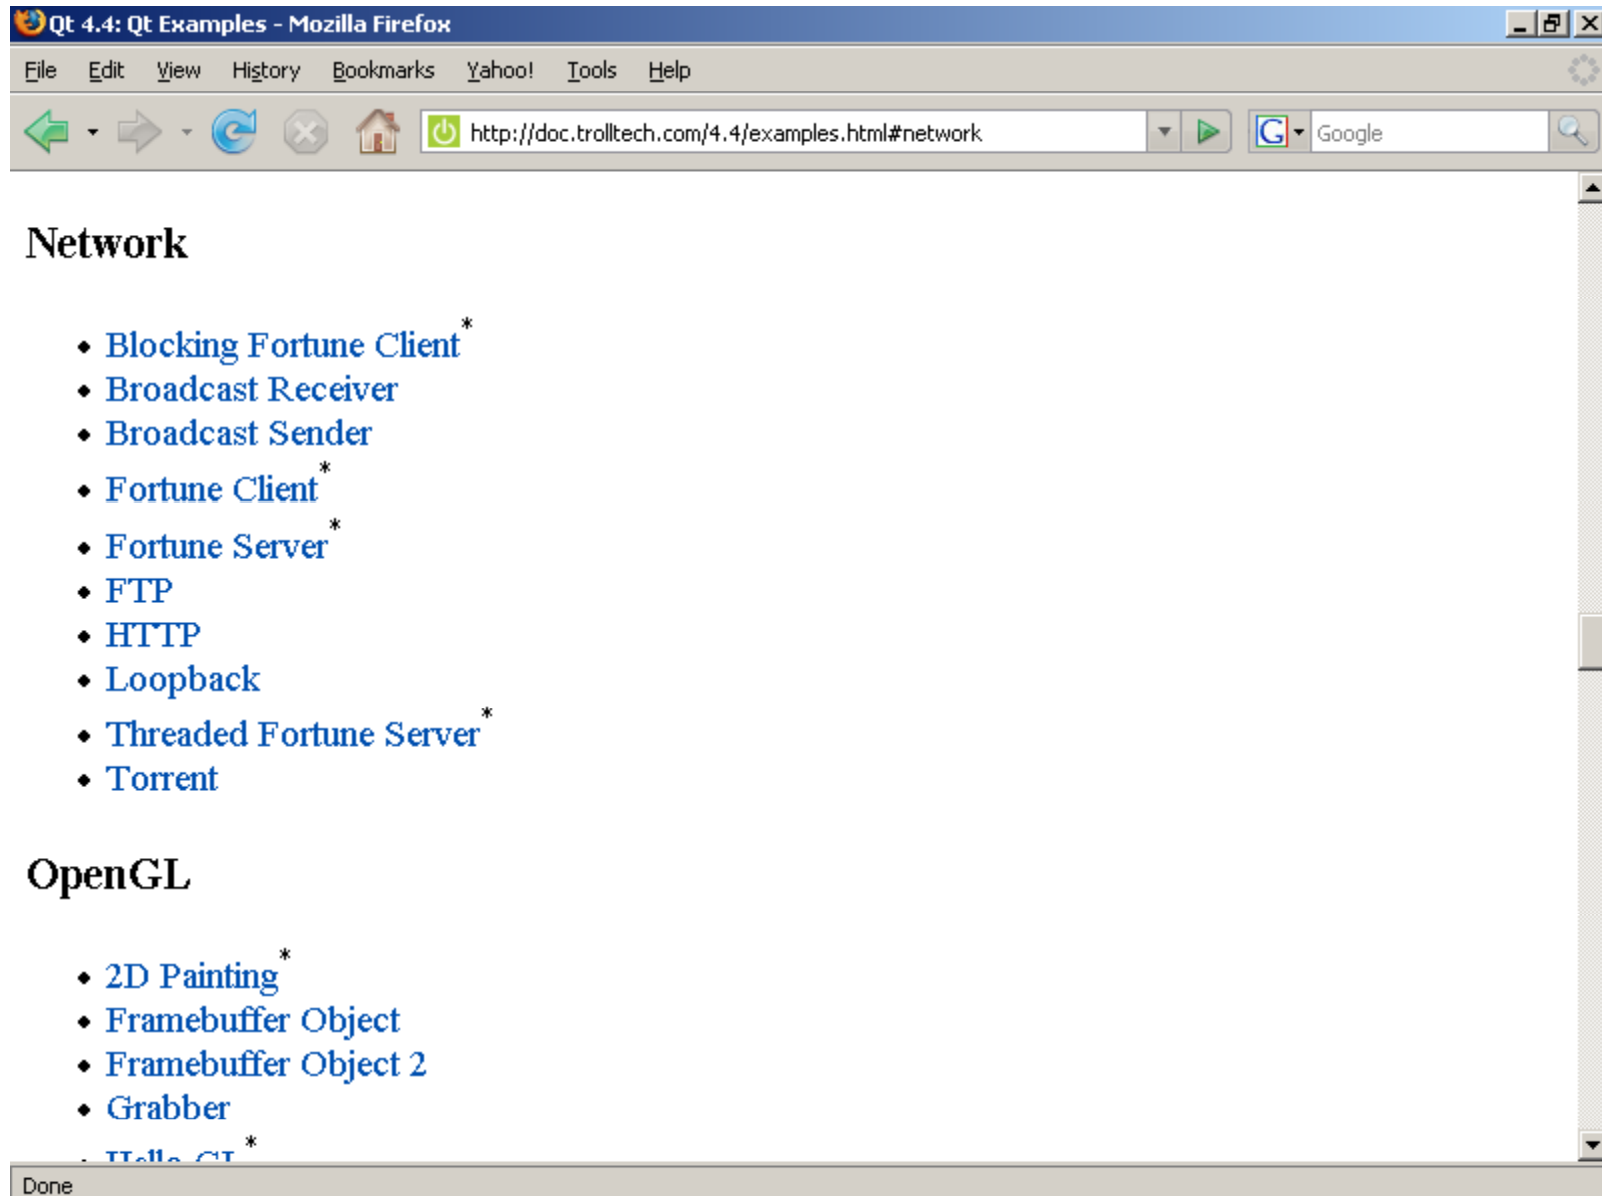 Qt 4.4: Qt Examples - Mozilla Firefox
File Edit View History Bookmarks Yahoo! Tools Help
http://doc.trolltech.com/4.4/examples.html#network G Google
Network
• Blocking Fortune Client*
• Broadcast Receiver
• Broadcast Sender
• Fortune Client*
• Fortune Server*
• FTP
• HTTP
• Loopback
• Threaded Fortune Server*
• Torrent
OpenGL
• 2D Painting*
• Framebuffer Object
• Framebuffer Object 2
• Grabber
• Hello GL*
Done